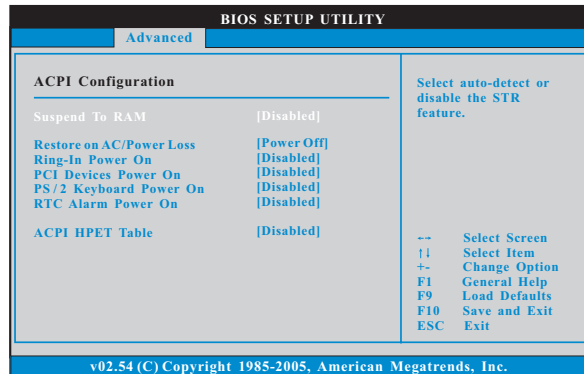 BIOS SETUP UTILITY
Advanced
ACPI Configuration
Suspend To RAM [Disabled]
Restore on AC/Power Loss [Power Off]
Ring-In Power On [Disabled]
PCI Devices Power On [Disabled]
PS/2 Keyboard Power On [Disabled]
RTC Alarm Power On [Disabled]
ACPI HPET Table [Disabled]
Select auto-detect or
disable the STR
feature.
←→ Select Screen
↑↓ Select Item
+- Change Option
F1 General Help
F9 Load Defaults
F10 Save and Exit
ESC Exit
v02.54 (C) Copyright 1985-2005, American Megatrends, Inc.